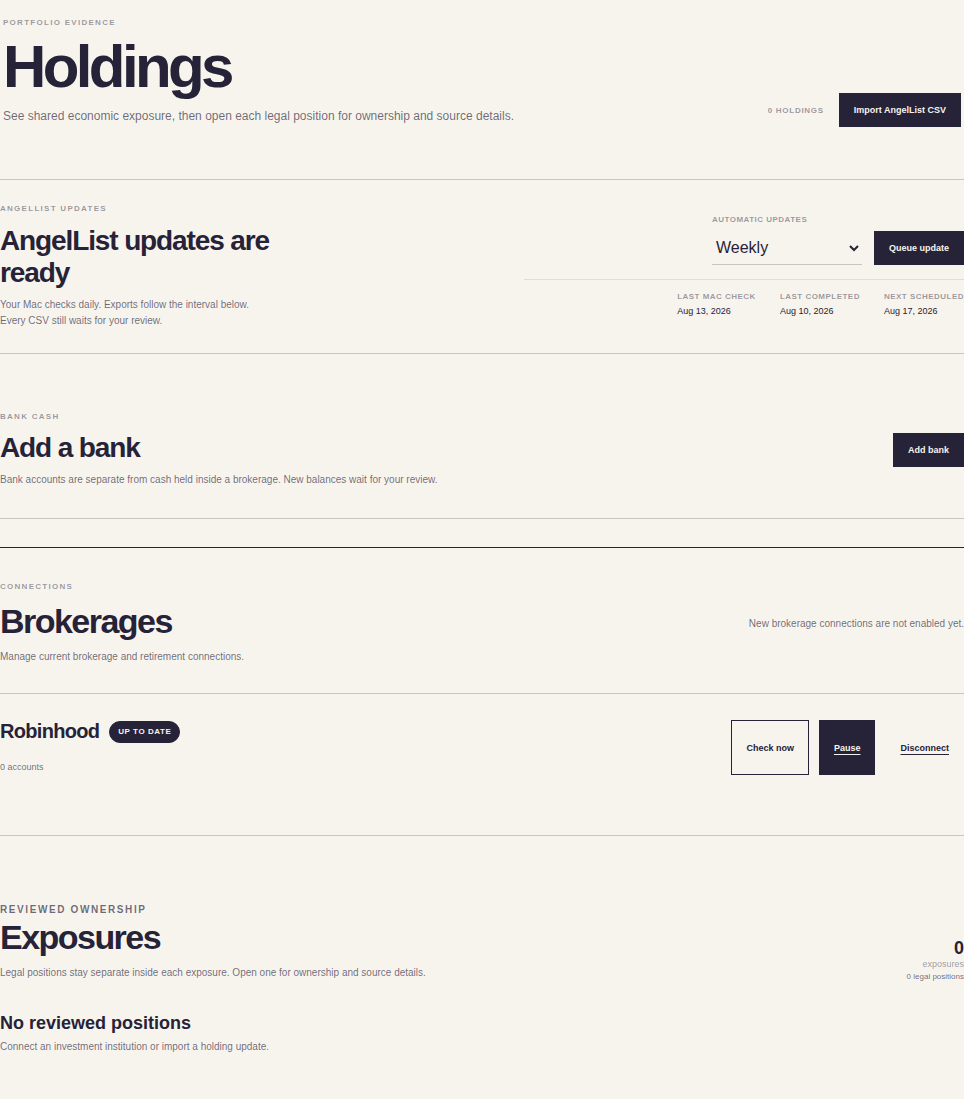 PORTFOLIO EVIDENCE
Holdings
See shared economic exposure, then open each legal position for ownership and source details.
0 HOLDINGS
Import AngelList CSV
ANGELLIST UPDATES
AngelList updates are
ready
Your Mac checks daily. Exports follow the interval below.
Every CSV still waits for your review.
AUTOMATIC UPDATES
Weekly
Queue update
LAST MAC CHECK
Aug 13, 2026
LAST COMPLETED
Aug 10, 2026
NEXT SCHEDULED
Aug 17, 2026
BANK CASH
Add a bank
Bank accounts are separate from cash held inside a brokerage. New balances wait for your review.
Add bank
CONNECTIONS
Brokerages
Manage current brokerage and retirement connections.
New brokerage connections are not enabled yet.
Robinhood
UP TO DATE
0 accounts
Check now
Pause
Disconnect
REVIEWED OWNERSHIP
Exposures
Legal positions stay separate inside each exposure. Open one for ownership and source details.
0
exposures
0 legal positions
No reviewed positions
Connect an investment institution or import a holding update.